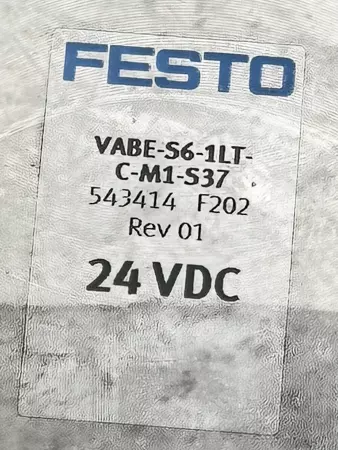 FESTO
VABE-S6-1LT-
C-M1-S37
543414 F202
Rev 01
24 VDC